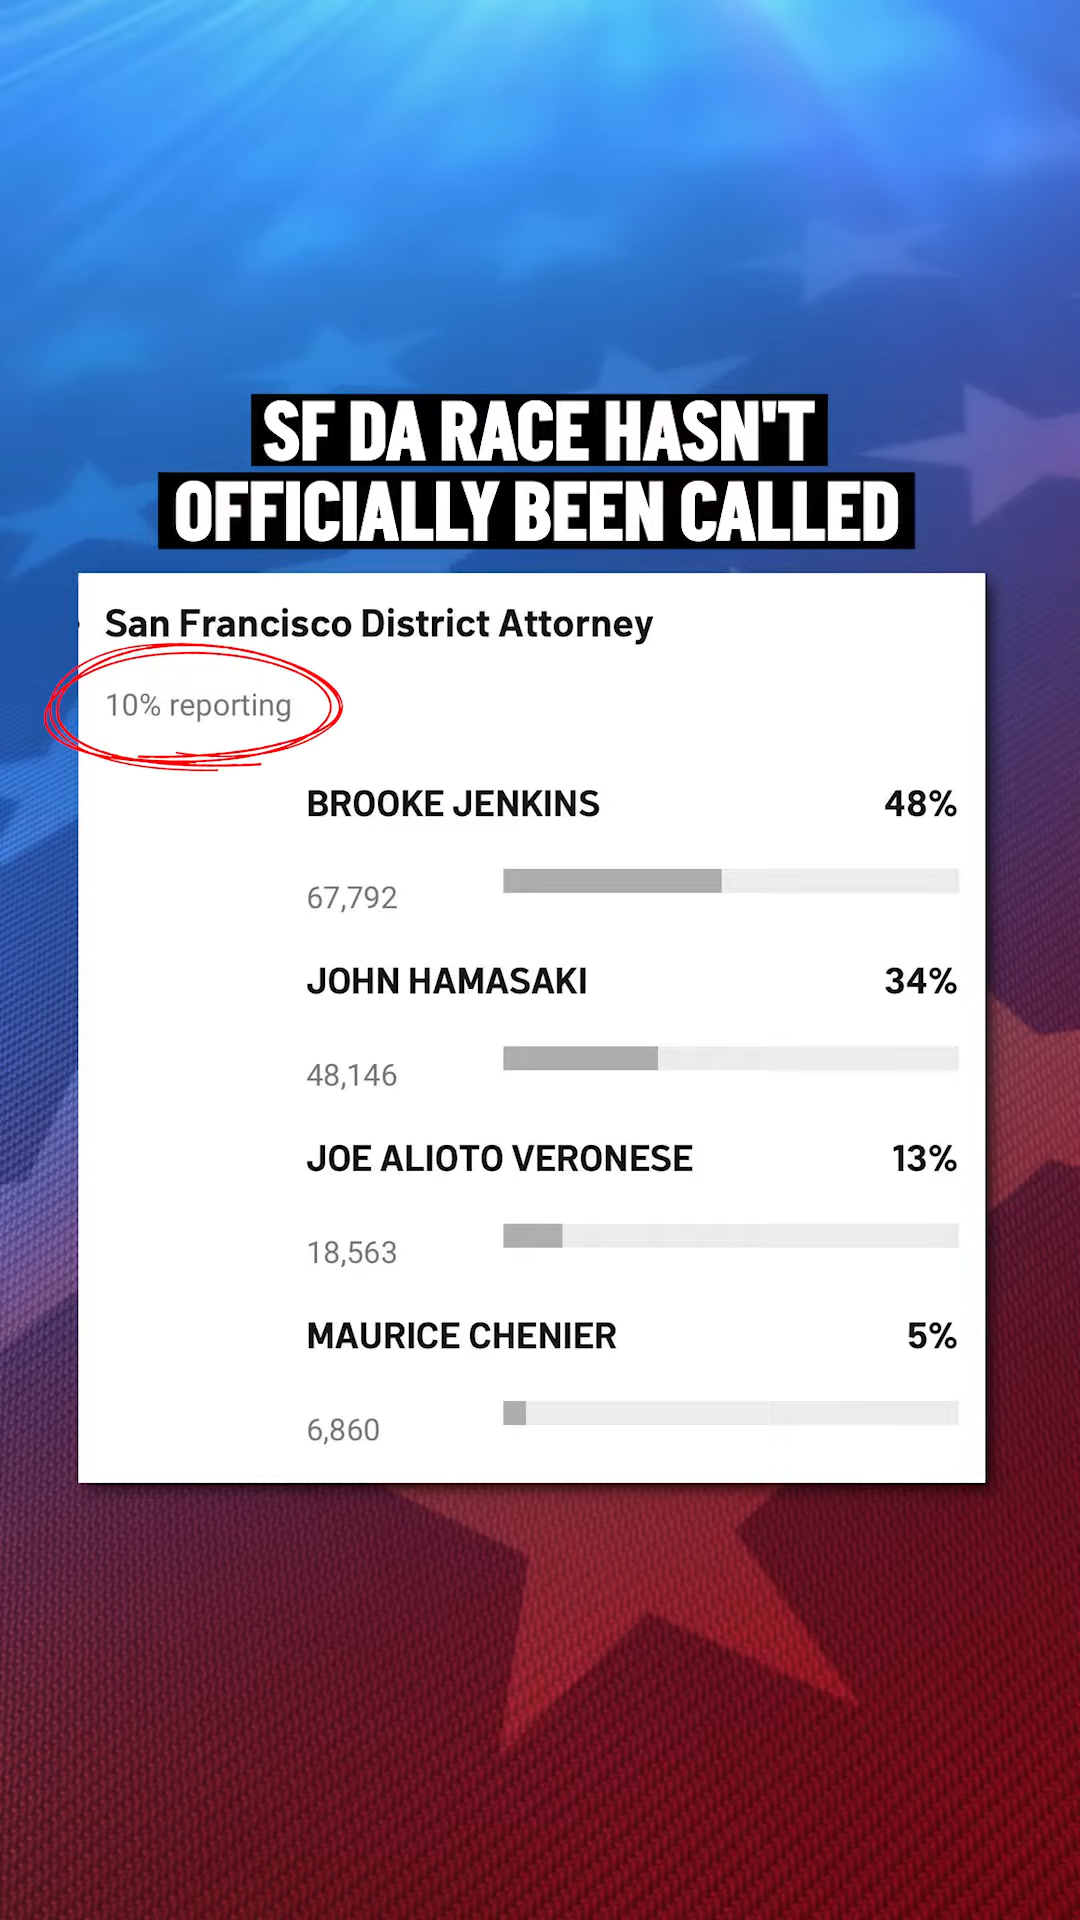 SF DA RACE HASN'T
OFFICIALLY BEEN CALLED
San Francisco District Attorney
10% reporting
BROOKE JENKINS 48%
67,792
JOHN HAMASAKI 34%
48,146
JOE ALIOTO VERONESE 13%
18,563
MAURICE CHENIER 5%
6,860